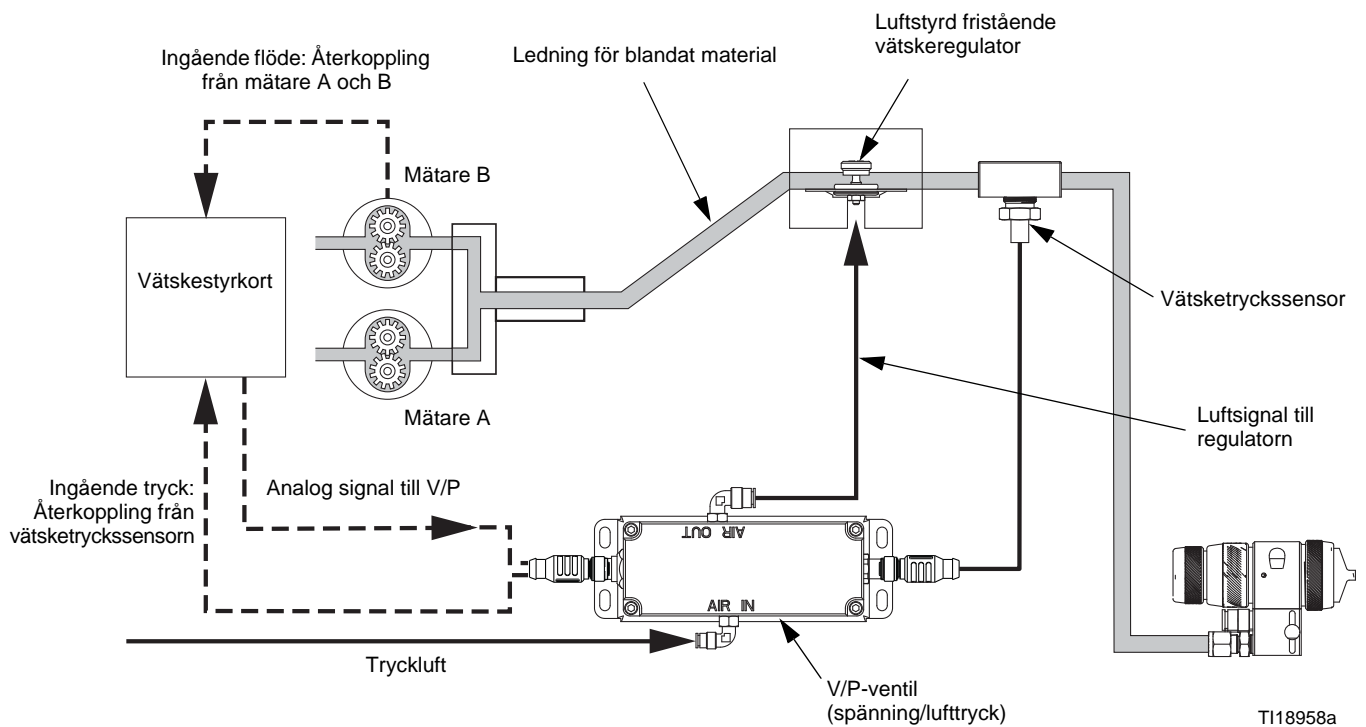 Luftstyrd fristående
vätskeregulator
Ingående flöde: Återkoppling
från mätare A och B
Ledning för blandat material
Mätare B
Vätskestyrkort
Vätsketryckssensor
Mätare A
Luftsignal till
regulatorn
Ingående tryck:
Återkoppling från
vätsketryckssensorn
Analog signal till V/P
AIR OUT
AIR IN
Tryckluft
V/P-ventil
(spänning/lufttryck)
TI18958a